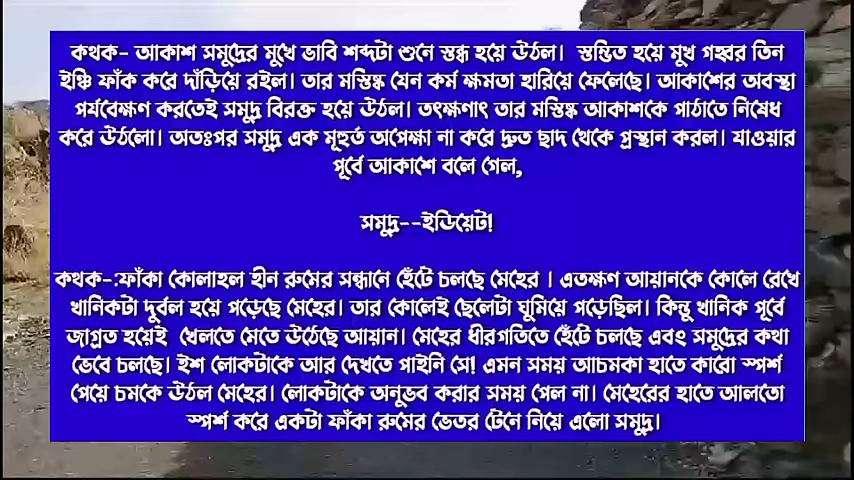 কথক- আকাশ সমুদ্রের মুখে ভাবি শব্দটা শুনে স্তব্ধ হয়ে উঠল। স্তম্ভিত হয়ে মুখ গহ্বর তিন
ইঞ্চি ফাঁক করে দাঁড়িয়ে রইল। তার মস্তিষ্ক যেন কর্ম ক্ষমতা হারিয়ে ফেলেছে। আকাশের অবস্থা
পর্যবেক্ষণ করতেই সমুদ্র বিরক্ত হয়ে উঠল। তৎক্ষণাৎ তার মস্তিষ্ক আকাশকে পাঠাতে নিষেধ
করে উঠলো। অতঃপর সমুদ্র এক মূহুর্ত অপেক্ষা না করে দ্রুত ছাদ থেকে প্রস্থান করল। যাওয়ার
পূর্বে আকাশে বলে গেল,
সমুদ্র--ইডিয়েট!
কথক-:ফাঁকা কোলাহল হীন রুমের সন্ধানে হেঁটে চলছে মেহের । এতক্ষণ আয়ানকে কোলে রেখে
খানিকটা দুর্বল হয়ে পড়েছে মেহের। তার কোলেই ছেলেটা ঘুমিয়ে পড়েছিল। কিন্তু খানিক পূর্বে
জাগ্রত হয়েই খেলতে মেতে উঠেছে আয়ান। মেহের ধীরগতিতে হেঁটে চলছে এবং সমুদ্রের কথা
ভেবে চলছে। ইশ লোকটাকে আর দেখতে পাইনি সে! এমন সময় আচমকা হাতে কারো স্পর্শ
পেয়ে চমকে উঠল মেহের। লোকটাকে অনুভব করার সময় পেল না। মেহেরের হাতে আলতো
স্পর্শ করে একটা ফাঁকা রুমের ভেতর টেনে নিয়ে এলো সমুদ্র।